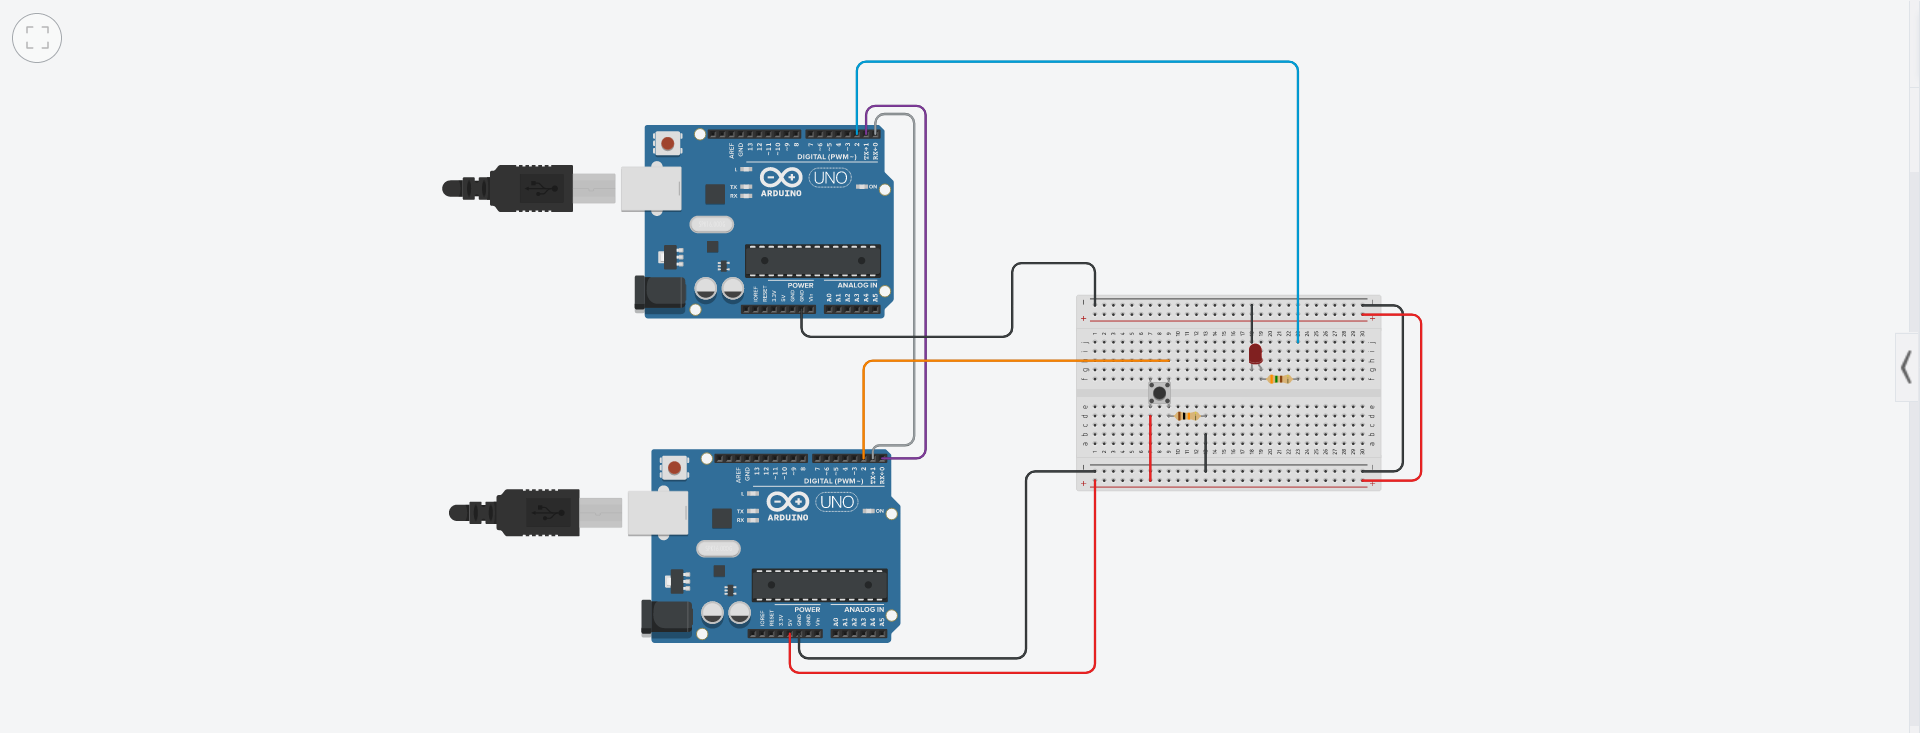 AREF
GND
13
12
~11
~10
~9
8
7
~6
~5
4
~3
2
TX→1
RX←0
DIGITAL (PWM~)
L
TX
RX
ARDUINO
UNO
ON
POWER
ANALOG IN
IOREF
RESET
3.3V
5V
GND
GND
Vin
A0
A1
A2
A3
A4
A5
AREF
GND
13
12
~11
~10
~9
8
7
~6
~5
4
~3
2
TX→1
RX←0
DIGITAL (PWM~)
L
TX
RX
ARDUINO
UNO
ON
POWER
ANALOG IN
IOREF
RESET
3.3V
5V
GND
GND
Vin
A0
A1
A2
A3
A4
A5